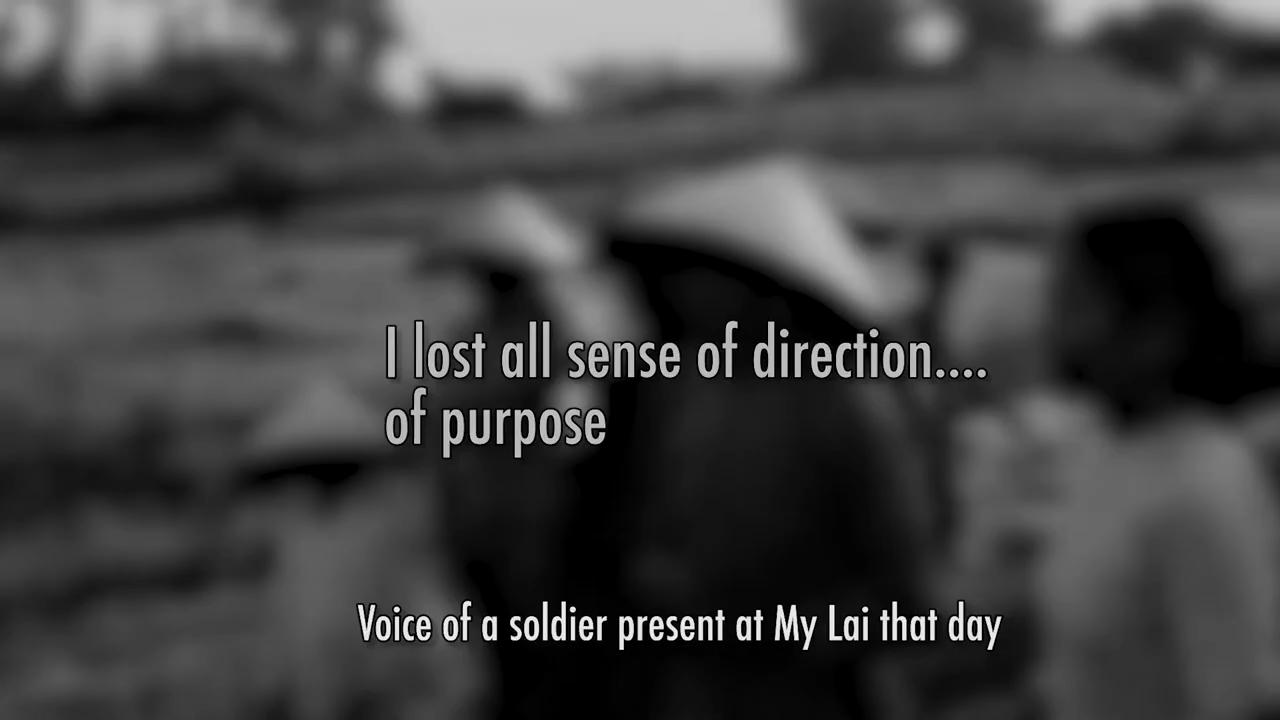 I lost all sense of direction....
of purpose
Voice of a soldier present at My Lai that day